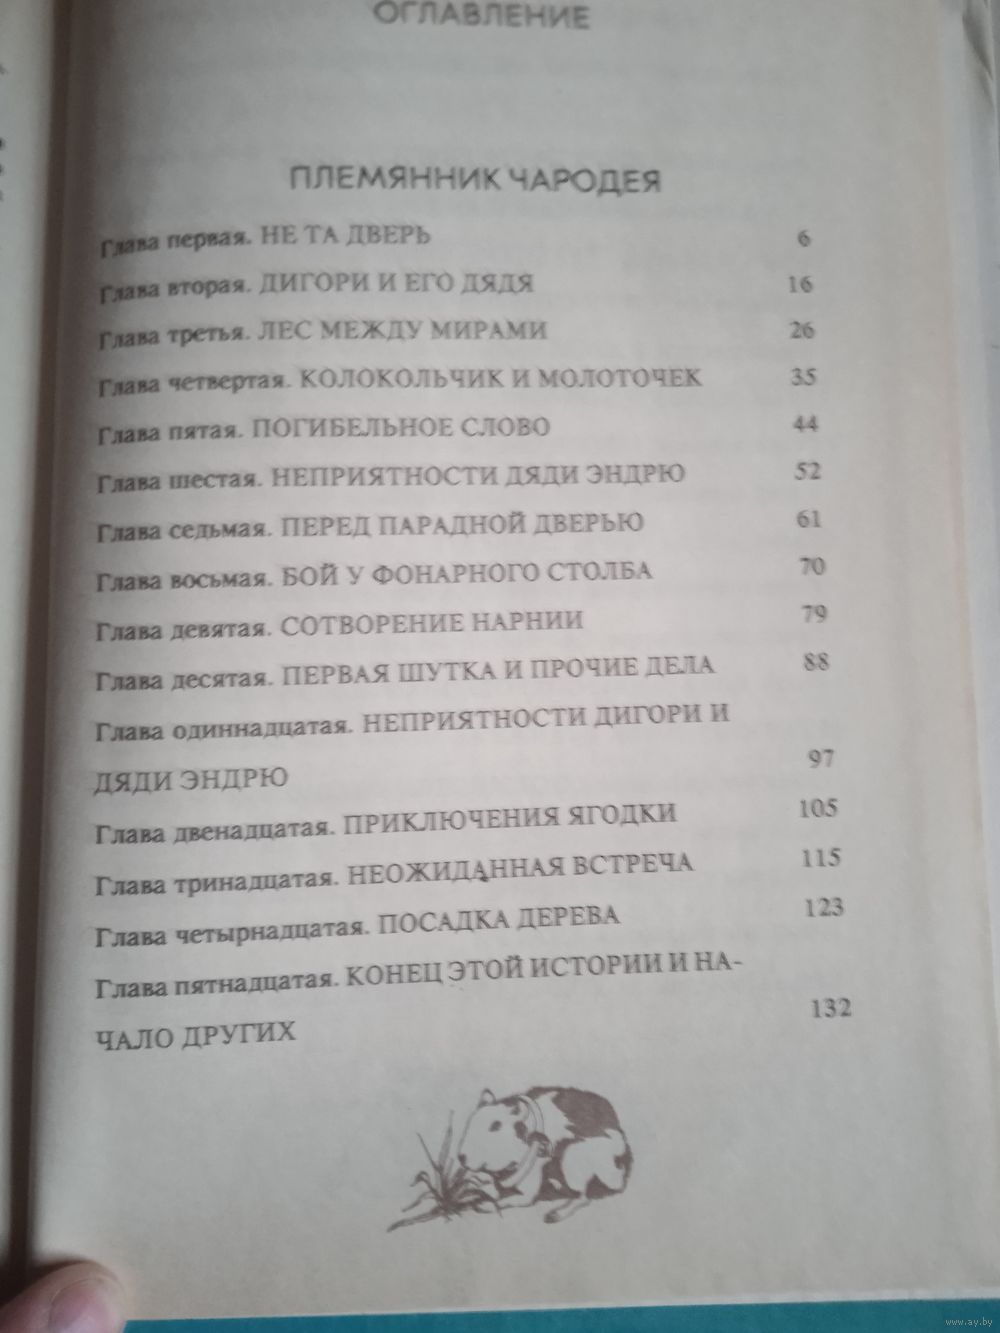 ОГЛАВЛЕНИЕ
ПЛЕМЯННИК ЧАРОДЕЯ
Глава первая. НЕ ТА ДВЕРЬ 6
Глава вторая. ДИГОРИ И ЕГО ДЯДЯ 16
Глава третья. ЛЕС МЕЖДУ МИРАМИ 26
Глава четвертая. КОЛОКОЛЬЧИК И МОЛОТОЧЕК 35
Глава пятая. ПОГИБЕЛЬНОЕ СЛОВО 44
Глава шестая. НЕПРИЯТНОСТИ ДЯДИ ЭНДРЮ 52
Глава седьмая. ПЕРЕД ПАРАДНОЙ ДВЕРЬЮ 61
Глава восьмая. БОЙ У ФОНАРНОГО СТОЛБА 70
Глава девятая. СОТВОРЕНИЕ НАРНИИ 79
Глава десятая. ПЕРВАЯ ШУТКА И ПРОЧИЕ ДЕЛА 88
Глава одиннадцатая. НЕПРИЯТНОСТИ ДИГОРИ И
ДЯДИ ЭНДРЮ 97
Глава двенадцатая. ПРИКЛЮЧЕНИЯ ЯГОДКИ 105
Глава тринадцатая. НЕОЖИДАННАЯ ВСТРЕЧА 115
Глава четырнадцатая. ПОСАДКА ДЕРЕВА 123
Глава пятнадцатая. КОНЕЦ ЭТОЙ ИСТОРИИ И НА-
ЧАЛО ДРУГИХ 132
www.ay.by